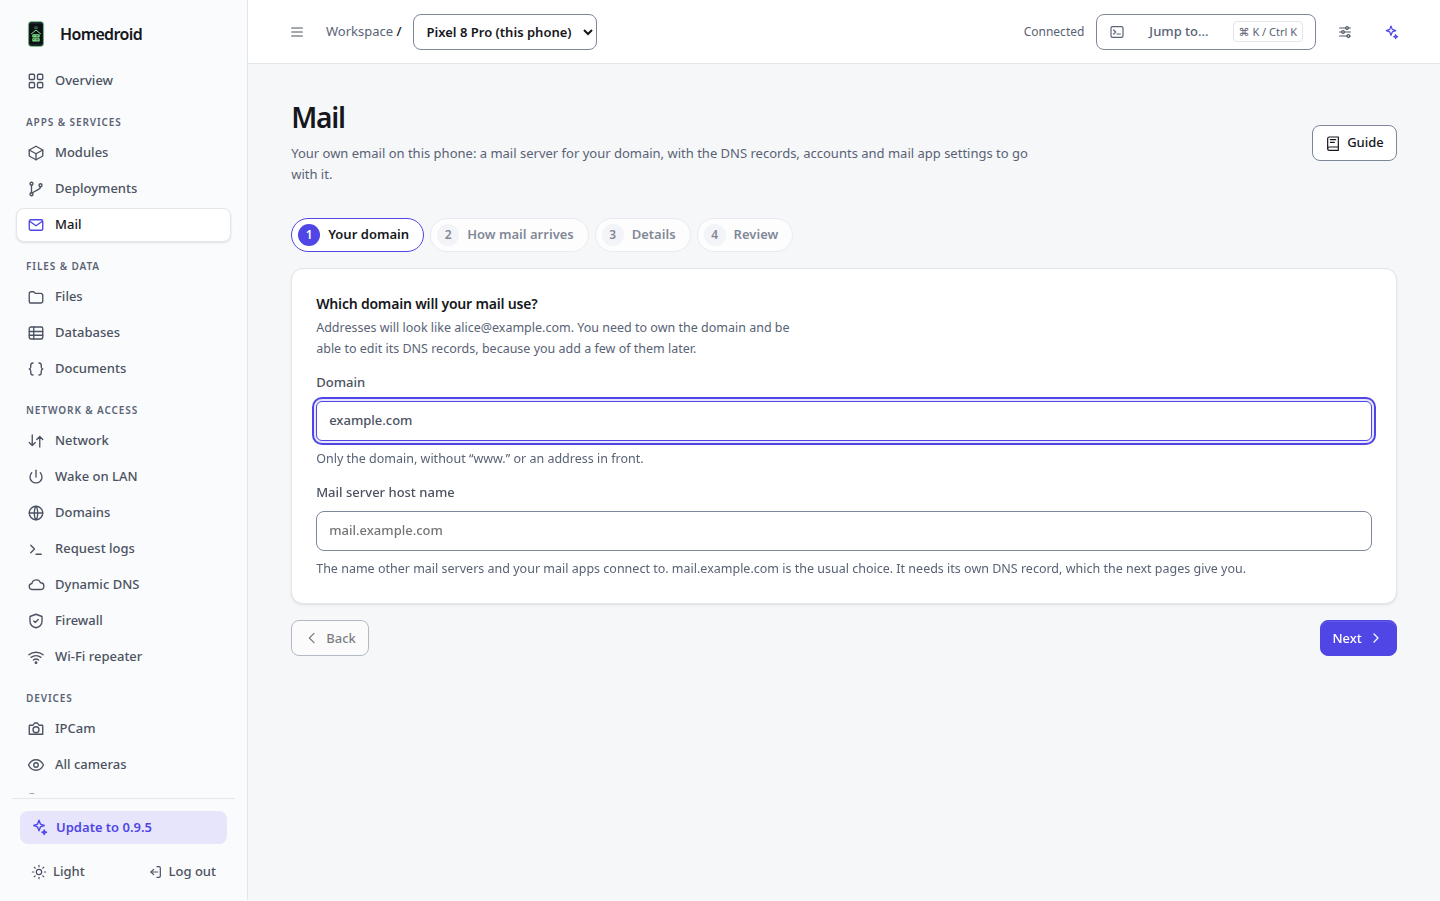 Homedroid
Overview
APPS & SERVICES
Modules
Deployments
Mail
FILES & DATA
Files
Databases
Documents
NETWORK & ACCESS
Network
Wake on LAN
Domains
Request logs
Dynamic DNS
Firewall
Wi-Fi repeater
DEVICES
IPCam
All cameras
Update to 0.9.5
Light
Log out
Workspace /
Pixel 8 Pro (this phone)
Connected
Jump to...
⌘ K / Ctrl K
Mail
Your own email on this phone: a mail server for your domain, with the DNS records, accounts and mail app settings to go
with it.
Guide
1 Your domain
2 How mail arrives
3 Details
4 Review
Which domain will your mail use?
Addresses will look like alice@example.com. You need to own the domain and be
able to edit its DNS records, because you add a few of them later.
Domain
example.com
Only the domain, without “www.” or an address in front.
Mail server host name
mail.example.com
The name other mail servers and your mail apps connect to. mail.example.com is the usual choice. It needs its own DNS record, which the next pages give you.
Back
Next